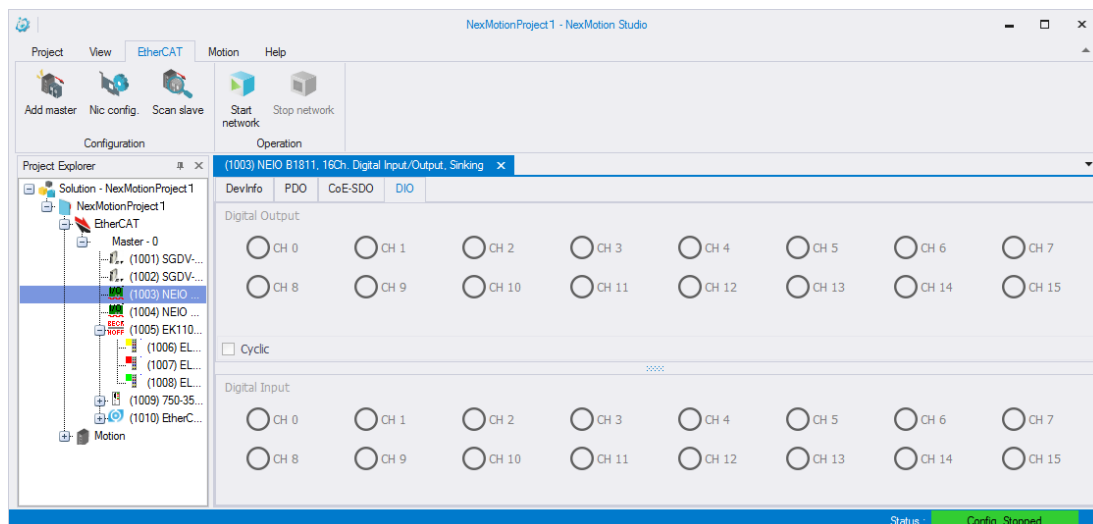 NexMotionProject1 - NexMotion Studio
Project View EtherCAT Motion Help
Add master Nic config. Scan slave Start network Stop network
Configuration Operation
Project Explorer
(1003) NEIO B1811, 16Ch. Digital Input/Output, Sinking
Solution - NexMotionProject1
NexMotionProject1
EtherCAT
Master - 0
(1001) SGDV-...
(1002) SGDV-...
(1003) NEIO ...
(1004) NEIO ...
(1005) EK110...
(1006) EL...
(1007) EL...
(1008) EL...
(1009) 750-35...
(1010) EtherC...
Motion
I/O
I/O
BECK
HOFF
DevInfo PDO CoE-SDO DIO
Digital Output
CH 0 CH 1 CH 2 CH 3 CH 4 CH 5 CH 6 CH 7
CH 8 CH 9 CH 10 CH 11 CH 12 CH 13 CH 14 CH 15
Cyclic
Digital Input
CH 0 CH 1 CH 2 CH 3 CH 4 CH 5 CH 6 CH 7
CH 8 CH 9 CH 10 CH 11 CH 12 CH 13 CH 14 CH 15
Status : Config, Stopped